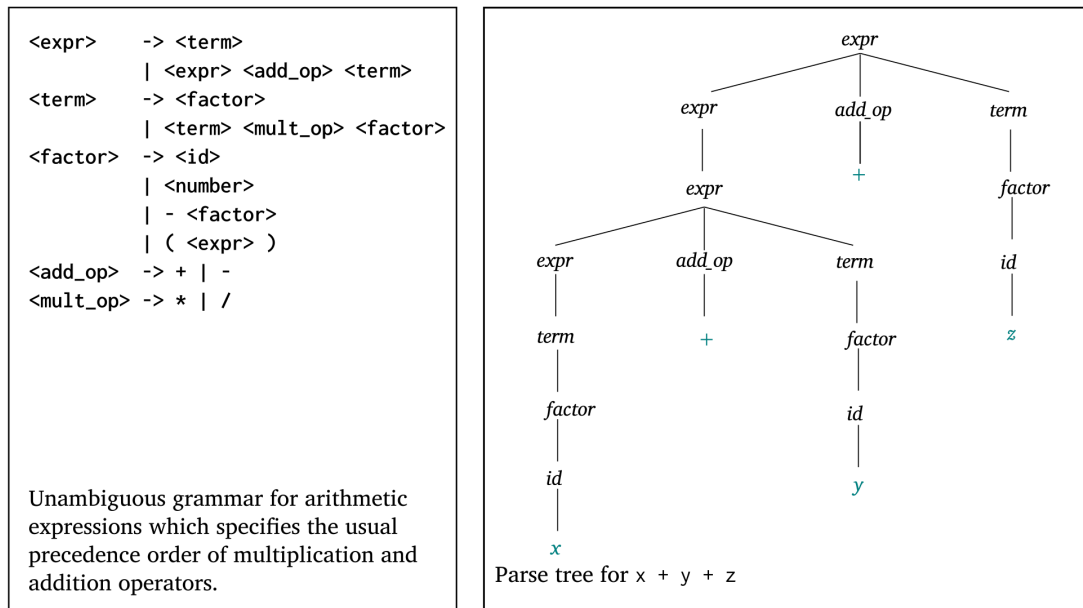 <expr>    -> <term>
           | <expr> <add_op> <term>
<term>    -> <factor>
           | <term> <mult_op> <factor>
<factor>  -> <id>
           | <number>
           | - <factor>
           | ( <expr> )
<add_op>  -> + | -
<mult_op> -> * | /
Unambiguous grammar for arithmetic
expressions which specifies the usual
precedence order of multiplication and
addition operators.
expr
expr add_op term
+
expr factor
expr add_op term id
term + factor z
factor id
id y
x
Parse tree for x + y + z